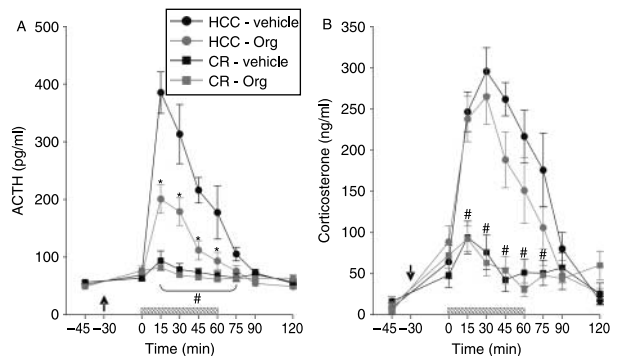 A
B
HCC - vehicle
HCC - Org
CR - vehicle
CR - Org
ACTH (pg/ml)
500
400
300
200
100
0
*
*
*
*
#
−45 −30 0 15 30 45 60 75 90 120
Time (min)
Corticosterone (ng/ml)
350
300
250
200
150
100
50
0
# # # # #
−45 −30 0 15 30 45 60 75 90 120
Time (min)